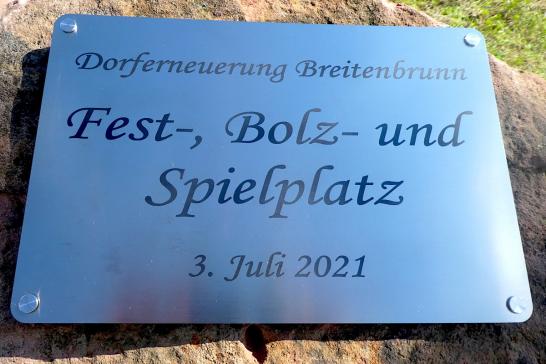 Dorferneuerung Breitenbrunn
Fest-, Bolz- und
Spielplatz
3. Juli 2021